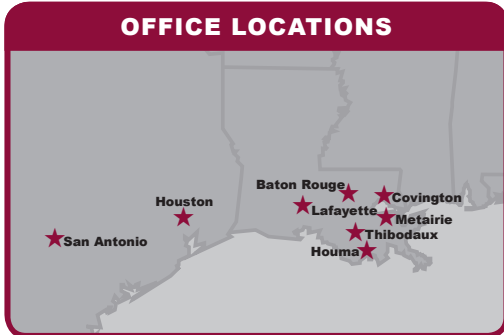 OFFICE LOCATIONS
Baton Rouge
Covington
Houston
Lafayette
Metairie
San Antonio
Thibodaux
Houma